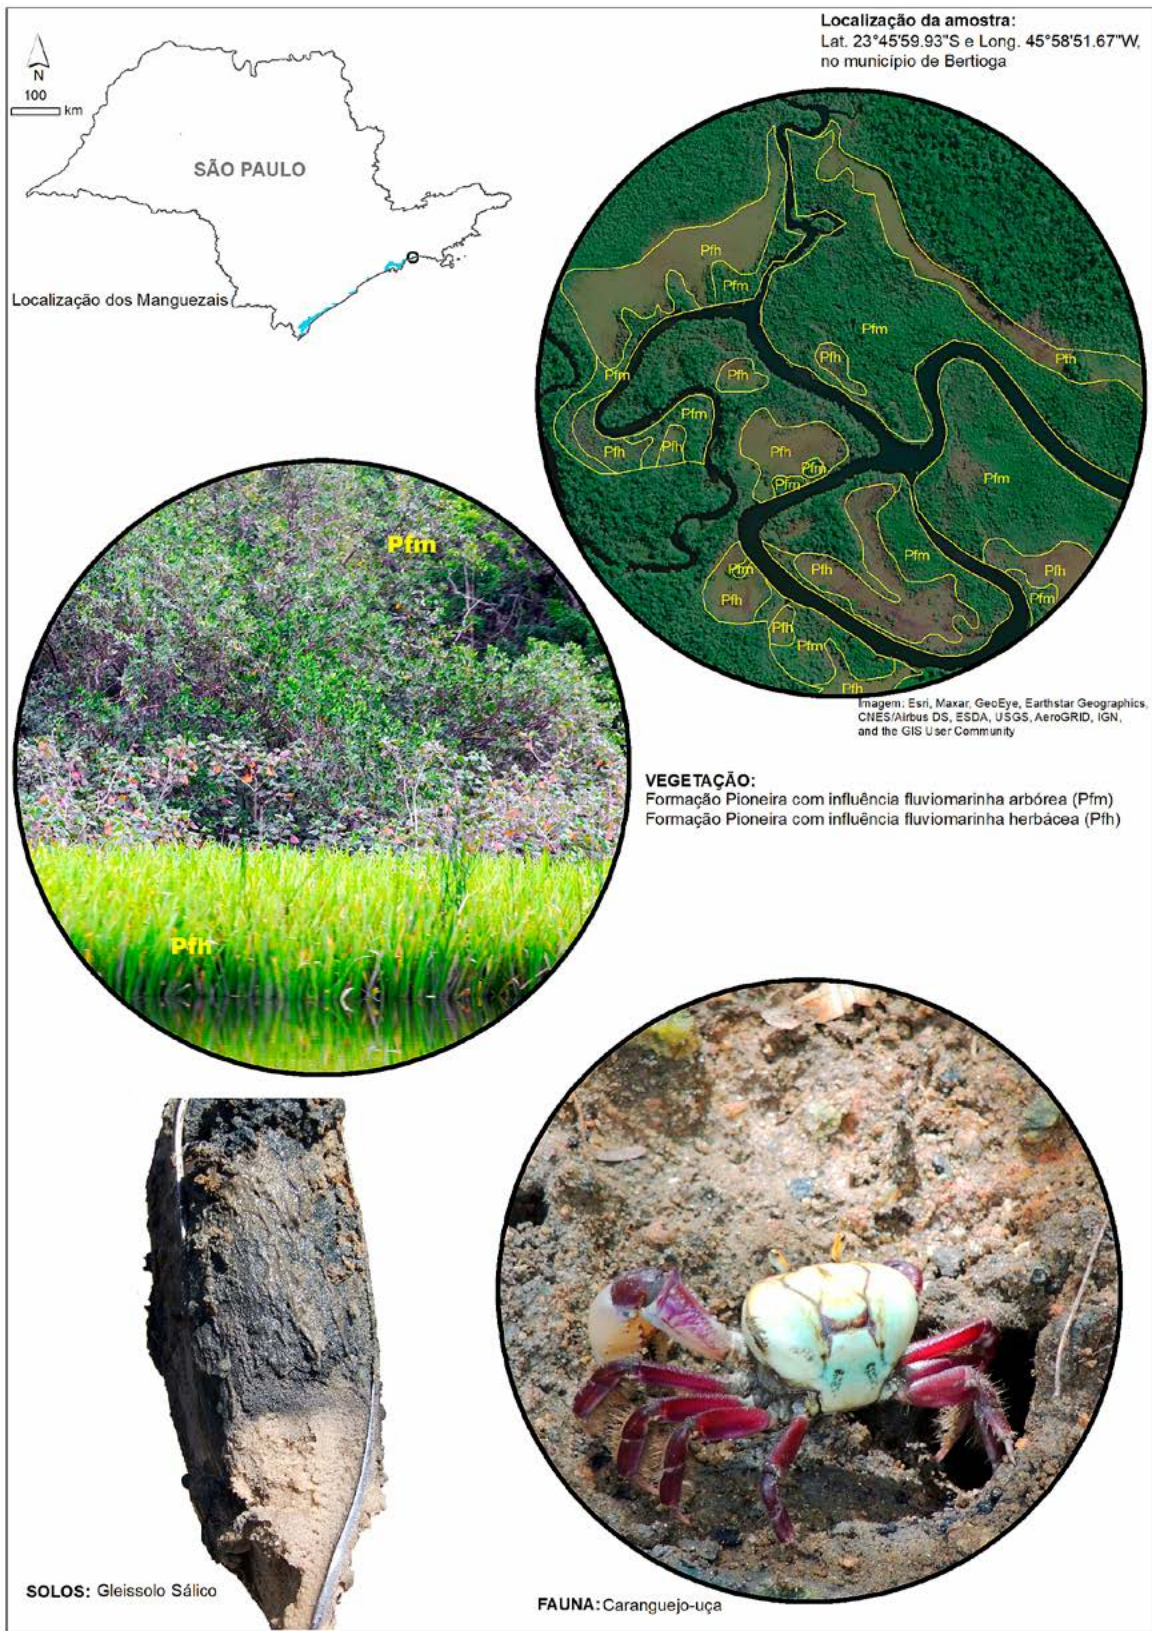 Localização da amostra:
Lat. 23°45'59.93"S e Long. 45°58'51.67"W,
no município de Bertioga
N
100
km
SÃO PAULO
Localização dos Manguezais
Pfh
Pfm
Pfm
Pfh
Pfh
Pfh
Pfm
Pfm
Pfh
Pfh
Pfh
Pfm
Pfm
Pfm
Pfm
Pfm
Pfh
Pfh
Pfh
Pfm
Pfh
Pfm
Pfh
Imagem: Esri, Maxar, GeoEye, Earthstar Geographics,
CNES/Airbus DS, ESDA, USGS, AeroGRID, IGN,
and the GIS User Community
Pfm
Pfh
VEGETAÇÃO:
Formação Pioneira com influência fluviomarinha arbórea (Pfm)
Formação Pioneira com influência fluviomarinha herbácea (Pfh)
SOLOS: Gleissolo Sálico
FAUNA: Caranguejo-uça